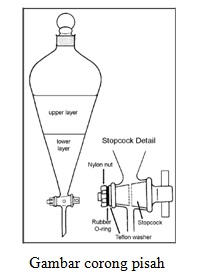 upper layer
lower
layer
Stopcock Detail
Nylon nut
Rubber
O-ring
Stopcock
Teflon washer
Gambar corong pisah